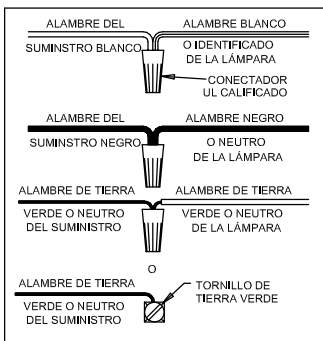 ALAMBRE DEL
SUMINSTRO BLANCO
ALAMBRE BLANCO
O IDENTIFICADO
DE LA LÁMPARA
CONECTADOR
UL CALIFICADO
ALAMBRE DEL
SUMINSTRO NEGRO
ALAMBRE NEGRO
O NEUTRO
DE LA LÁMPARA
ALAMBRE DE TIERRA
VERDE O NEUTRO
DEL SUMINISTRO
ALAMBRE DE TIERRA
VERDE O NEUTRO
DE LA LÁMPARA
O
ALAMBRE DE TIERRA
VERDE O NEUTRO
DEL SUMINISTRO
TORNILLO DE
TIERRA VERDE